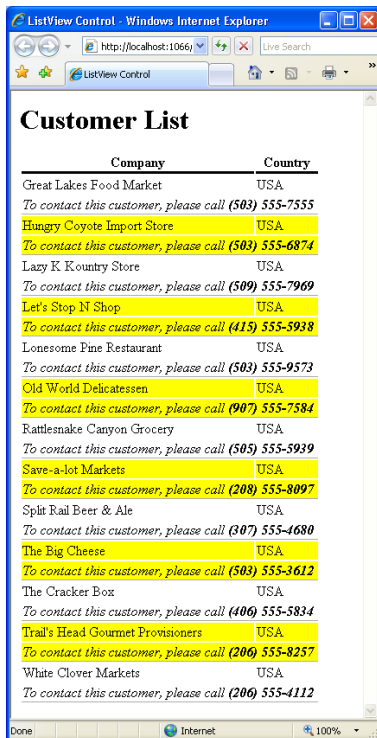 ListView Control - Windows Internet Explorer
http://localhost:1066/ Live Search
ListView Control
Customer List
Company Country
Great Lakes Food Market USA
To contact this customer, please call (503) 555-7555
Hungry Coyote Import Store USA
To contact this customer, please call (503) 555-6874
Lazy K Kountry Store USA
To contact this customer, please call (509) 555-7969
Let's Stop N Shop USA
To contact this customer, please call (415) 555-5938
Lonesome Pine Restaurant USA
To contact this customer, please call (503) 555-9573
Old World Delicatessen USA
To contact this customer, please call (907) 555-7584
Rattlesnake Canyon Grocery USA
To contact this customer, please call (505) 555-5939
Save-a-lot Markets USA
To contact this customer, please call (208) 555-8097
Split Rail Beer & Ale USA
To contact this customer, please call (307) 555-4680
The Big Cheese USA
To contact this customer, please call (503) 555-3612
The Cracker Box USA
To contact this customer, please call (406) 555-5834
Trail's Head Gourmet Provisioners USA
To contact this customer, please call (206) 555-8257
White Clover Markets USA
To contact this customer, please call (206) 555-4112
Done Internet 100%